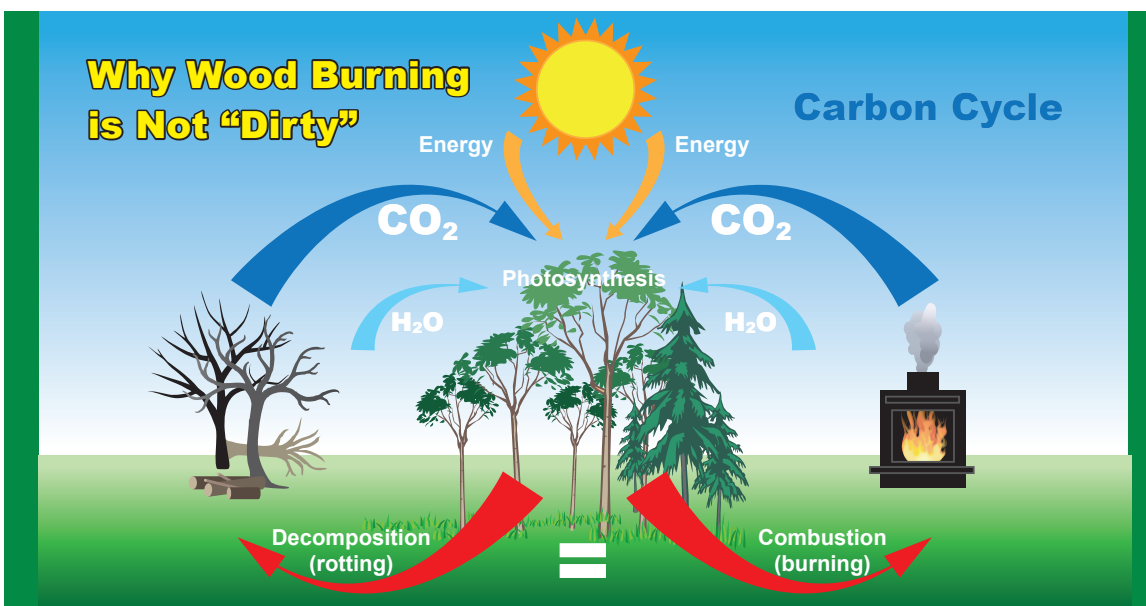 Why Wood Burning
is Not “Dirty”
Carbon Cycle
Energy
Energy
CO₂
CO₂
Photosynthesis
H₂O
H₂O
Decomposition
(rotting)
=
Combustion
(burning)